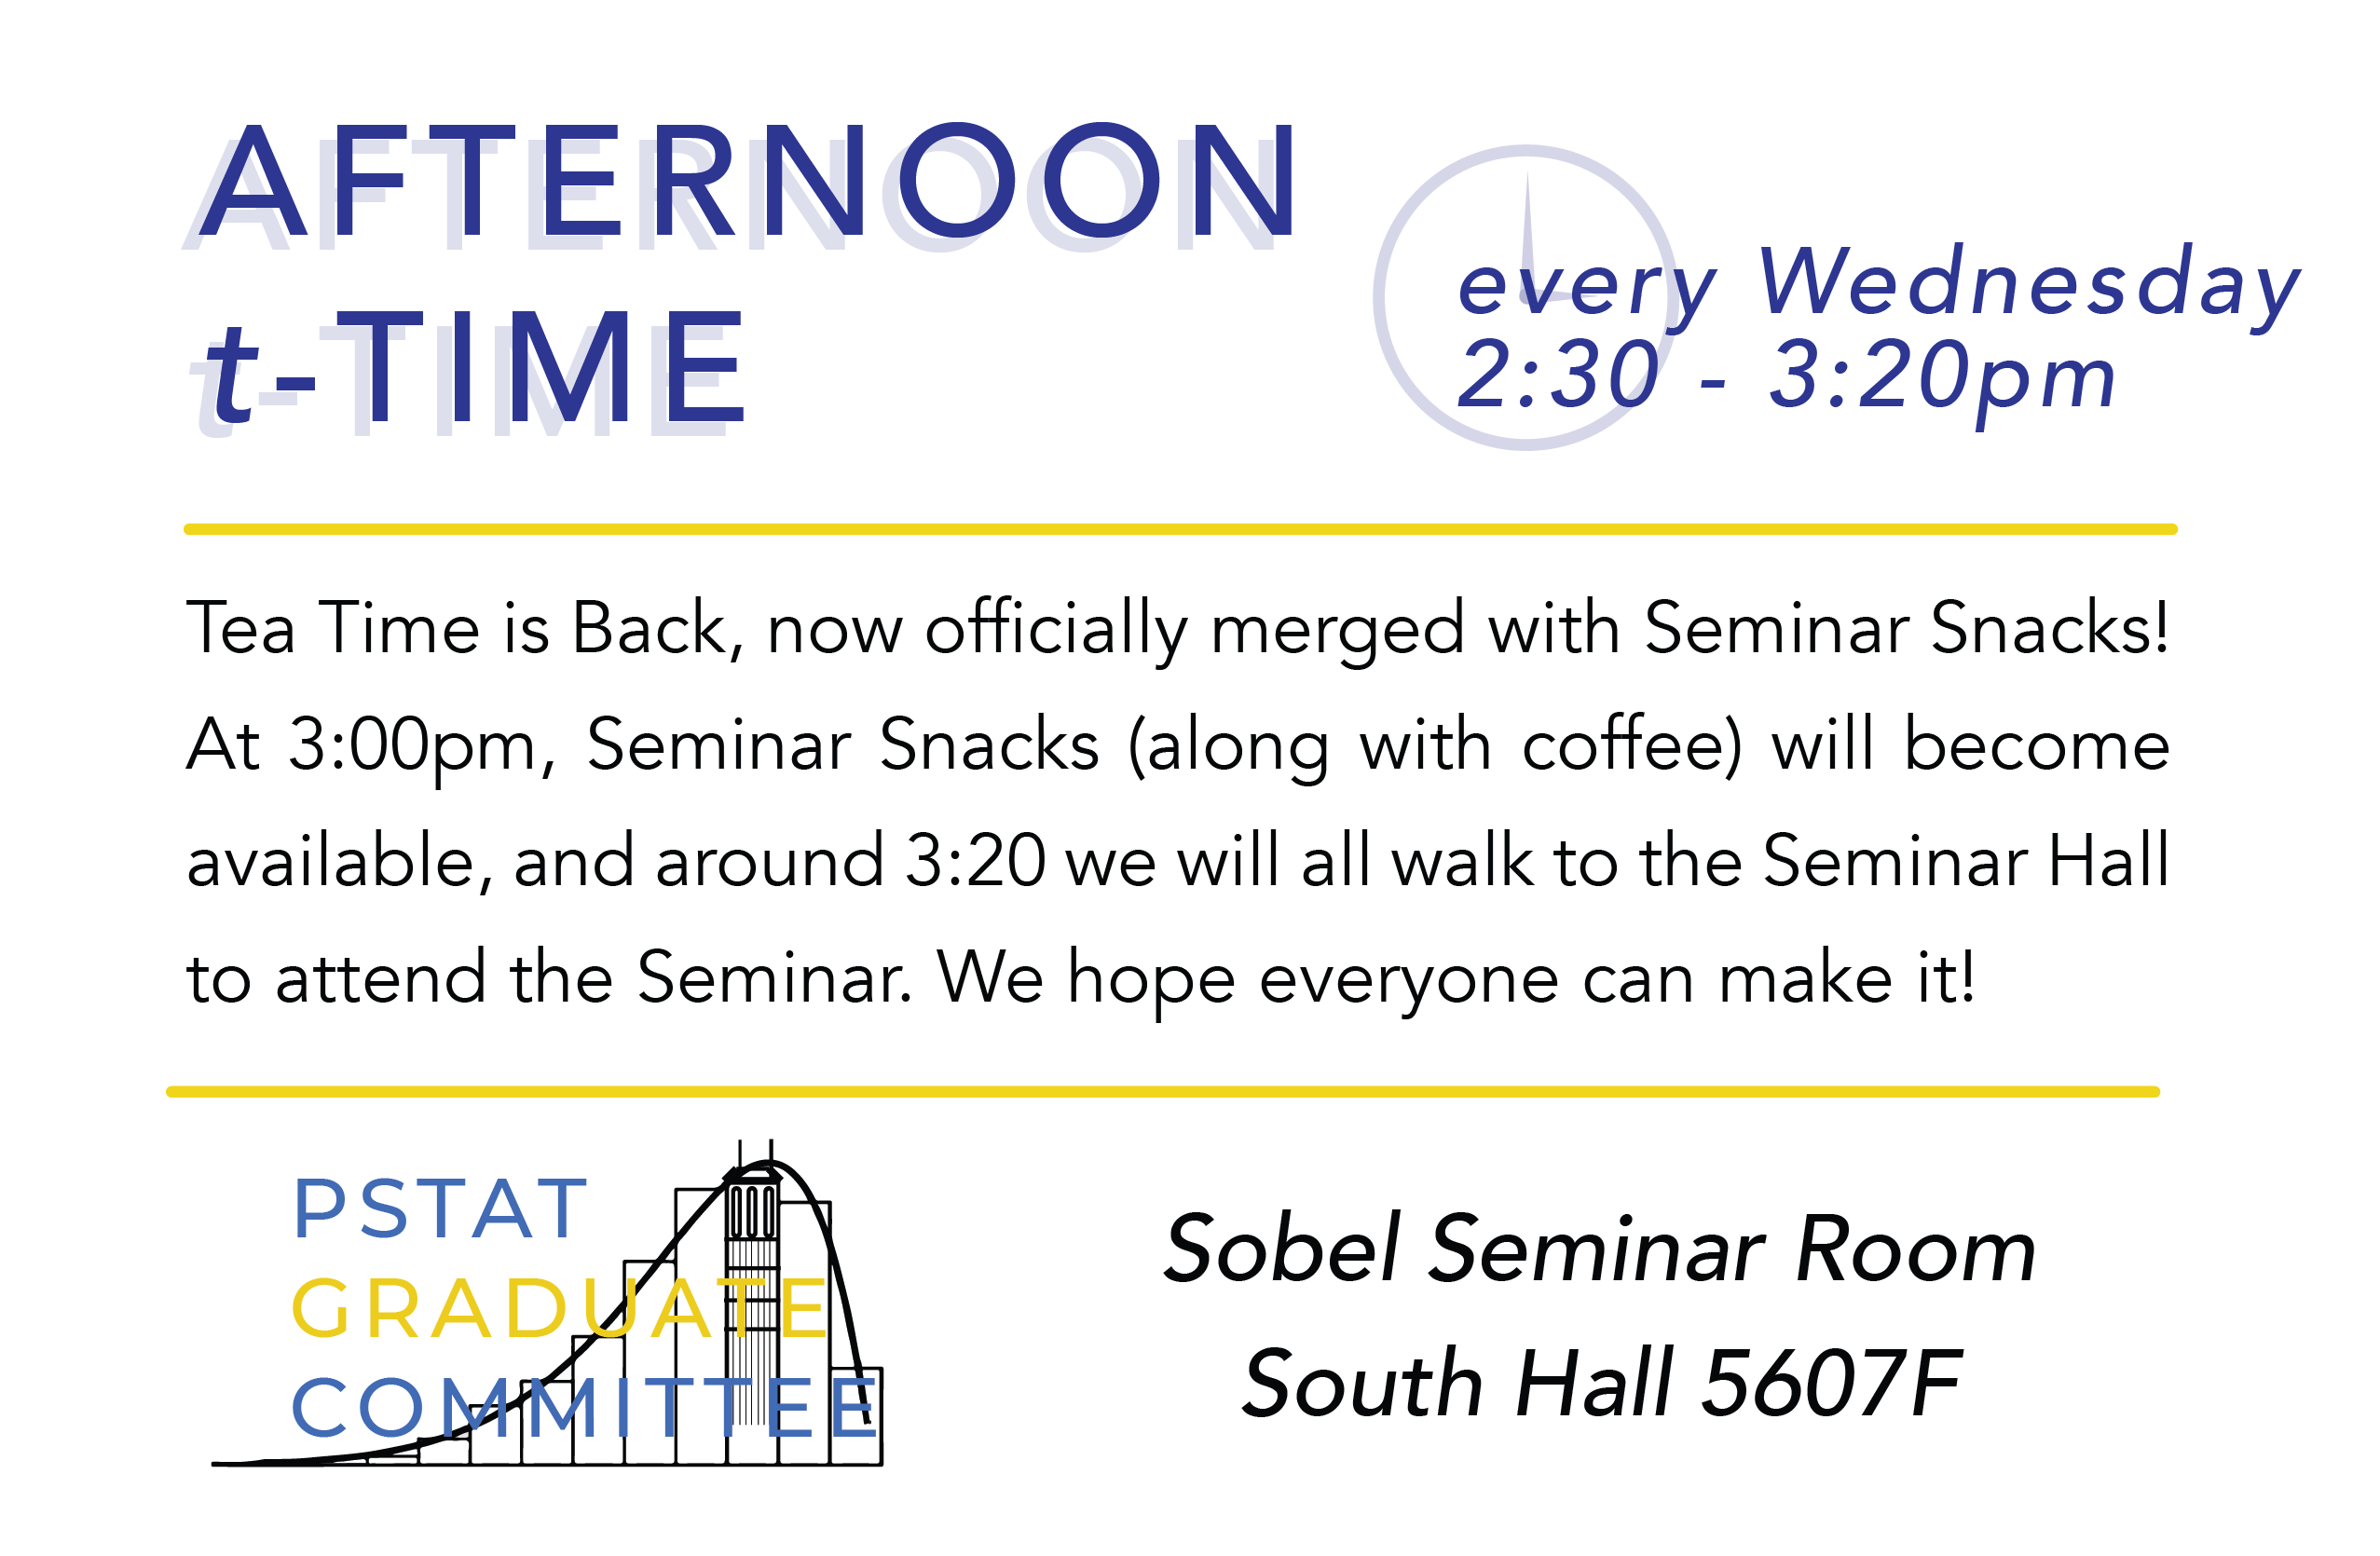 AFTERNOON
t-TIME
every Wednesday
2:30 - 3:20pm
Tea Time is Back, now officially merged with Seminar Snacks!
At 3:00pm, Seminar Snacks (along with coffee) will become
available, and around 3:20 we will all walk to the Seminar Hall
to attend the Seminar. We hope everyone can make it!
PSTAT
GRADUATE
COMMITTEE
Sobel Seminar Room
South Hall 5607F